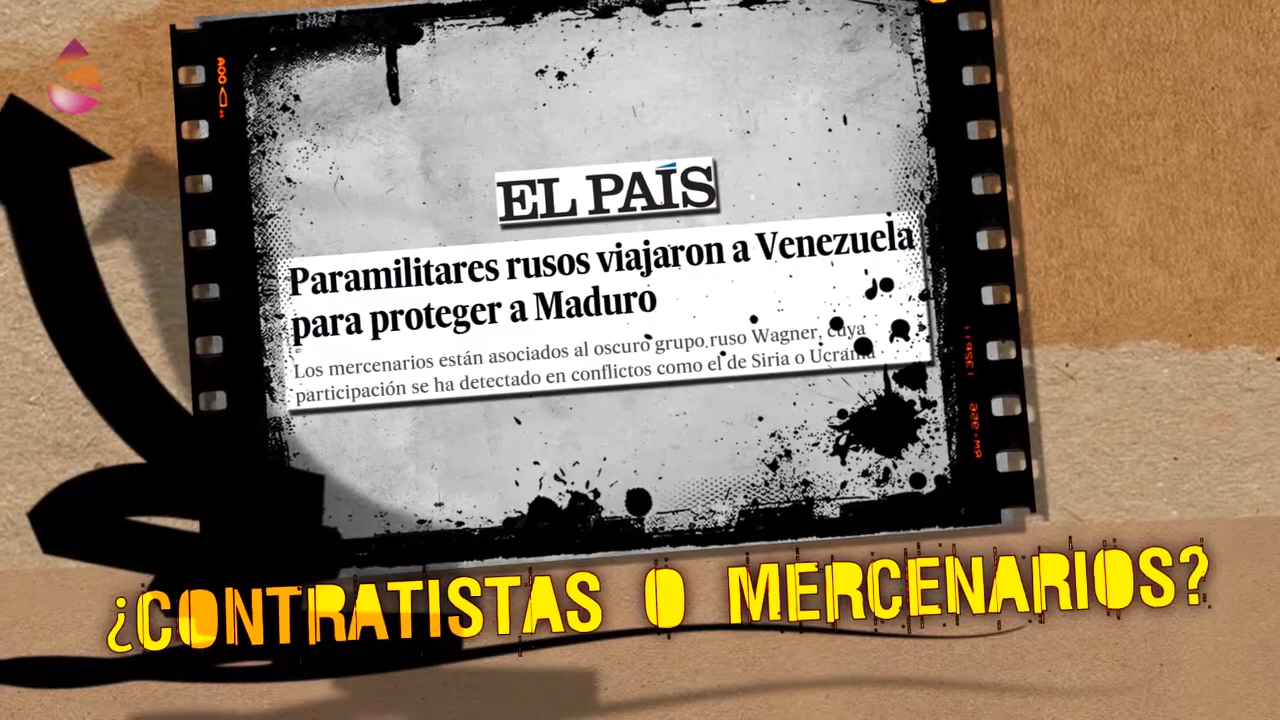 EL PAÍS
Paramilitares rusos viajaron a Venezuela
para proteger a Maduro
Los mercenarios están asociados al oscuro grupo ruso Wagner, cuya
participación se ha detectado en conflictos como el de Siria o Ucrania
¿CONTRATISTAS O MERCENARIOS?